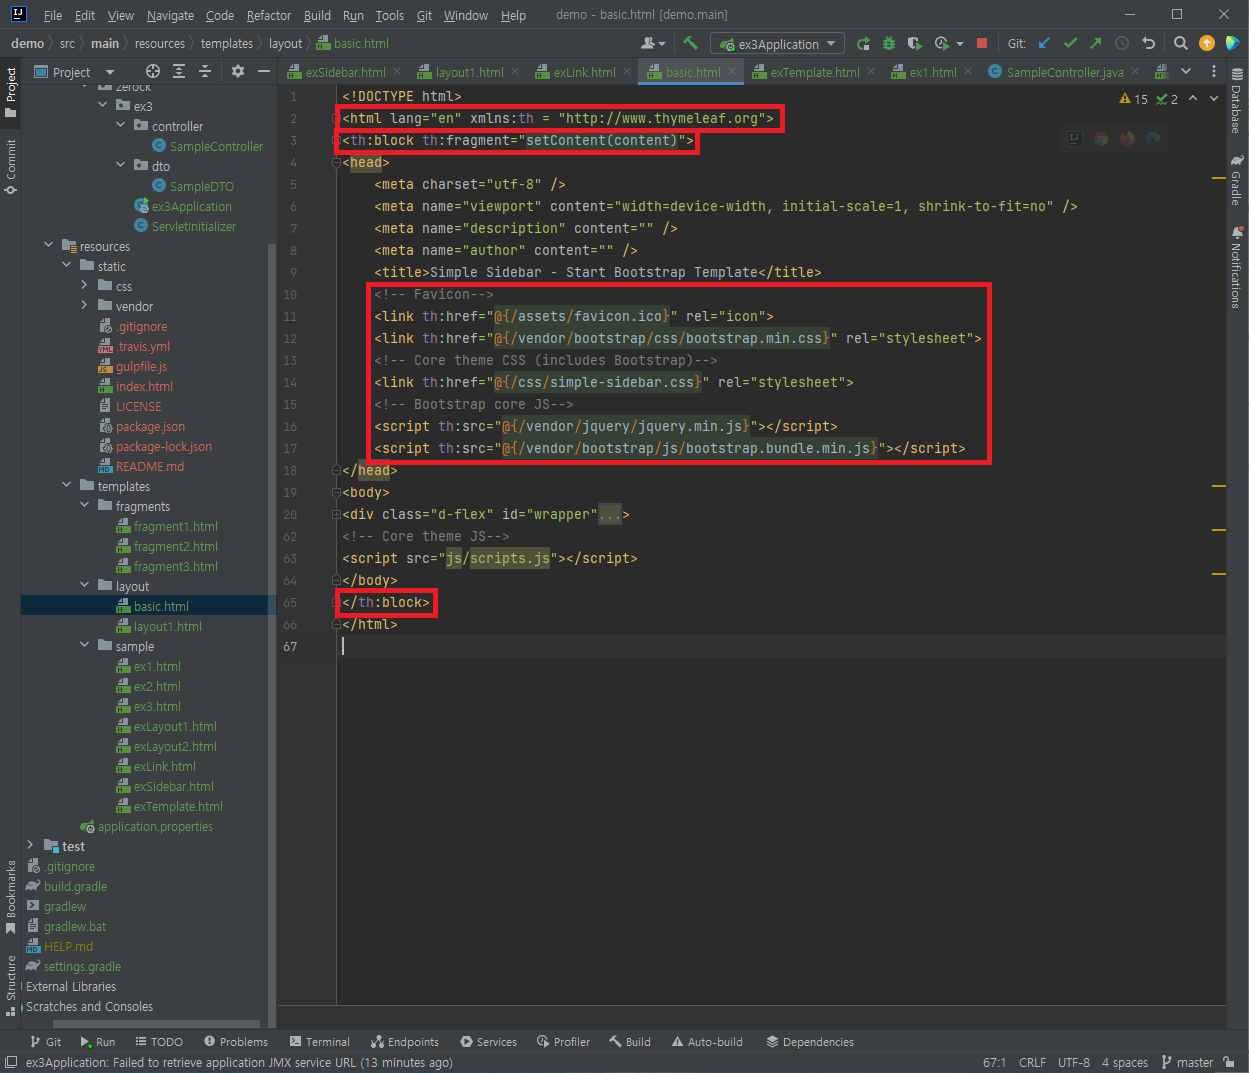 File Edit View Navigate Code Refactor Build Run Tools Git Window Help demo - basic.html [demo.main]
demo src main resources templates layout basic.html ex3Application Git:
Project exSidebar.html layout1.html exLink.html basic.html exTemplate.html ex1.html SampleController.java
Project
Commit
Bookmarks
Structure
Database
Gradle
Notifications
zerock
ex3
controller
SampleController
dto
SampleDTO
ex3Application
ServletInitializer
resources
static
css
vendor
.gitignore
.travis.yml
gulpfile.js
index.html
LICENSE
package.json
package-lock.json
README.md
templates
fragments
fragment1.html
fragment2.html
fragment3.html
layout
basic.html
layout1.html
sample
ex1.html
ex2.html
ex3.html
exLayout1.html
exLayout2.html
exLink.html
exSidebar.html
exTemplate.html
application.properties
test
.gitignore
build.gradle
gradlew
gradlew.bat
HELP.md
settings.gradle
External Libraries
Scratches and Consoles
15 2
1 <!DOCTYPE html>
2 <html lang="en" xmlns:th = "http://www.thymeleaf.org">
3 <th:block th:fragment="setContent(content)">
4 <head>
5 <meta charset="utf-8" />
6 <meta name="viewport" content="width=device-width, initial-scale=1, shrink-to-fit=no" />
7 <meta name="description" content="" />
8 <meta name="author" content="" />
9 <title>Simple Sidebar - Start Bootstrap Template</title>
10 <!-- Favicon-->
11 <link th:href="@{/assets/favicon.ico}" rel="icon">
12 <link th:href="@{/vendor/bootstrap/css/bootstrap.min.css}" rel="stylesheet">
13 <!-- Core theme CSS (includes Bootstrap)-->
14 <link th:href="@{/css/simple-sidebar.css}" rel="stylesheet">
15 <!-- Bootstrap core JS-->
16 <script th:src="@{/vendor/jquery/jquery.min.js}"></script>
17 <script th:src="@{/vendor/bootstrap/js/bootstrap.bundle.min.js}"></script>
18 </head>
19 <body>
20 <div class="d-flex" id="wrapper"...>
62 <!-- Core theme JS-->
63 <script src="js/scripts.js"></script>
64 </body>
65 </th:block>
66 </html>
67
Git Run TODO Problems Terminal Endpoints Services Profiler Build Auto-build Dependencies
ex3Application: Failed to retrieve application JMX service URL (13 minutes ago) 67:1 CRLF UTF-8 4 spaces master